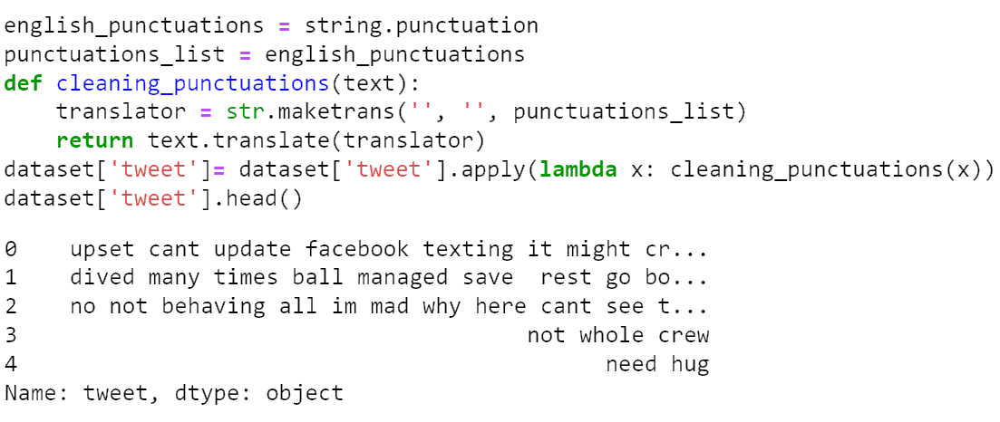 english_punctuations = string.punctuation
punctuations_list = english_punctuations
def cleaning_punctuations(text):
    translator = str.maketrans('', '', punctuations_list)
    return text.translate(translator)
dataset['tweet']= dataset['tweet'].apply(lambda x: cleaning_punctuations(x))
dataset['tweet'].head()
0    upset cant update facebook texting it might cr...
1    dived many times ball managed save  rest go bo...
2    no not behaving all im mad why here cant see t...
3                                       not whole crew
4                                             need hug
Name: tweet, dtype: object